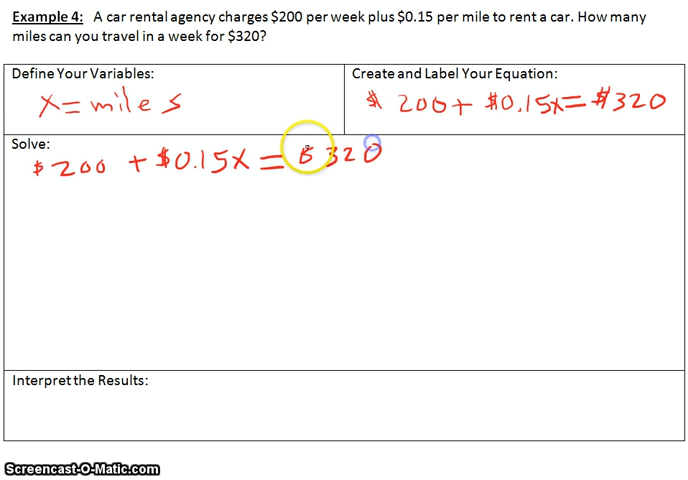 Example 4: A car rental agency charges $200 per week plus $0.15 per mile to rent a car. How many
miles can you travel in a week for $320?
Define Your Variables:
x = miles
Create and Label Your Equation:
$ 200 + $0.15x = $320
Solve:
$200 + $0.15x = $320
Interpret the Results:
Screencast-O-Matic.com